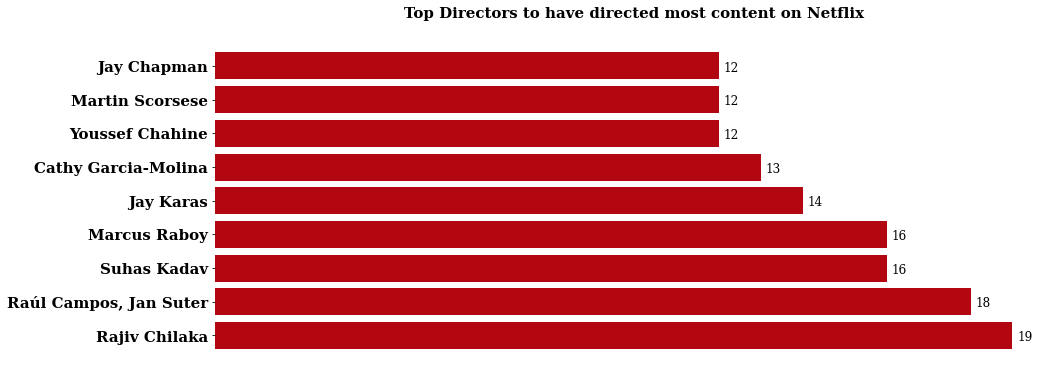 Top Directors to have directed most content on Netflix
Jay Chapman 12
Martin Scorsese 12
Youssef Chahine 12
Cathy Garcia-Molina 13
Jay Karas 14
Marcus Raboy 16
Suhas Kadav 16
Raúl Campos, Jan Suter 18
Rajiv Chilaka 19